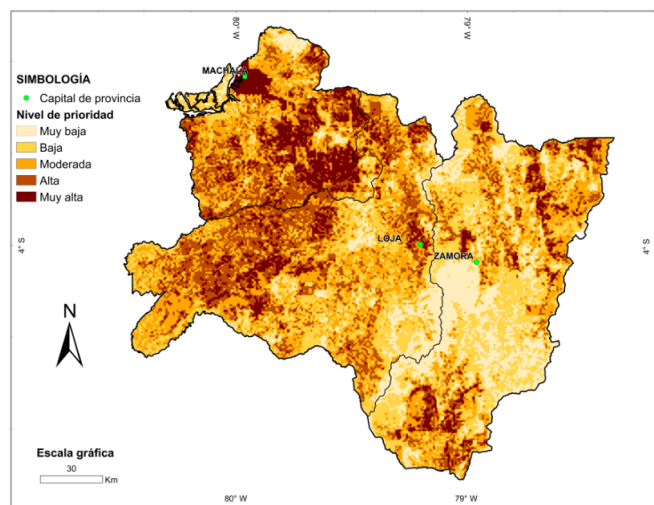 80° W
79° W
MACHALA
SIMBOLOGÍA
Capital de provincia
Nivel de prioridad
Muy baja
Baja
Moderada
Alta
Muy alta
4° S
4° S
LOJA
ZAMORA
N
Escala gráfica
30
Km
80° W
79° W